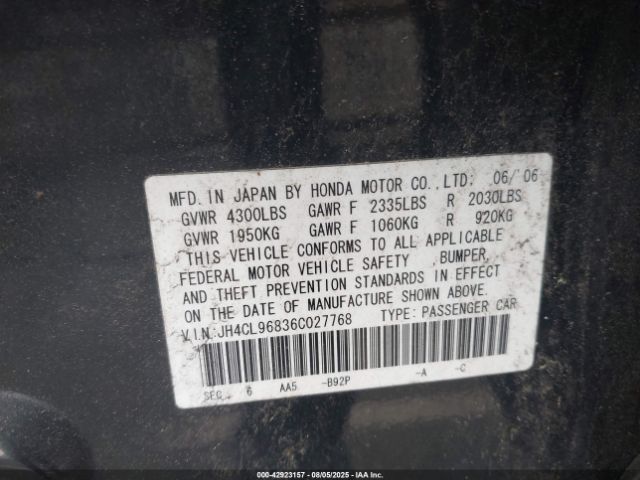 MFD. IN JAPAN BY HONDA MOTOR CO., LTD. 06/'06
GVWR 4300LBS GAWR F 2335LBS R 2030LBS
GVWR 1950KG GAWR F 1060KG R 920KG
THIS VEHICLE CONFORMS TO ALL APPLICABLE
FEDERAL MOTOR VEHICLE SAFETY ,BUMPER,
AND THEFT PREVENTION STANDARDS IN EFFECT
ON THE DATE OF MANUFACTURE SHOWN ABOVE.
V.I.N:JH4CL96836C027768 TYPE: PASSENGER CAR
SEC. 6 AA5 -B92P -A -C
000-42923157 - 08/05/2025 - IAA Inc.